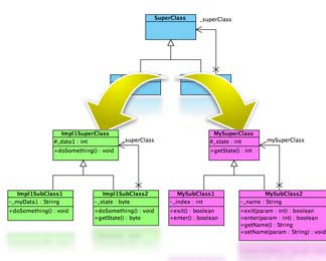 SuperClass
_superClass
Impl1SuperClass
#_data1 : int
+doSomething() : void
_superClass
MySuperClass
#_state : int
+getState() : int
_mySuperClass
Impl1SubClass1
-_myData1 : String
+doSomething() : void
Impl1SubClass2
-_state : byte
+doSomething() : void
+getState() : byte
MySubClass1
-_index : int
+exit() : boolean
+enter() : boolean
MySubClass2
-_name : String
+exit(param : int) : boolean
+enter(param : int) : boolean
+getName() : String
+setName(param : String) : void